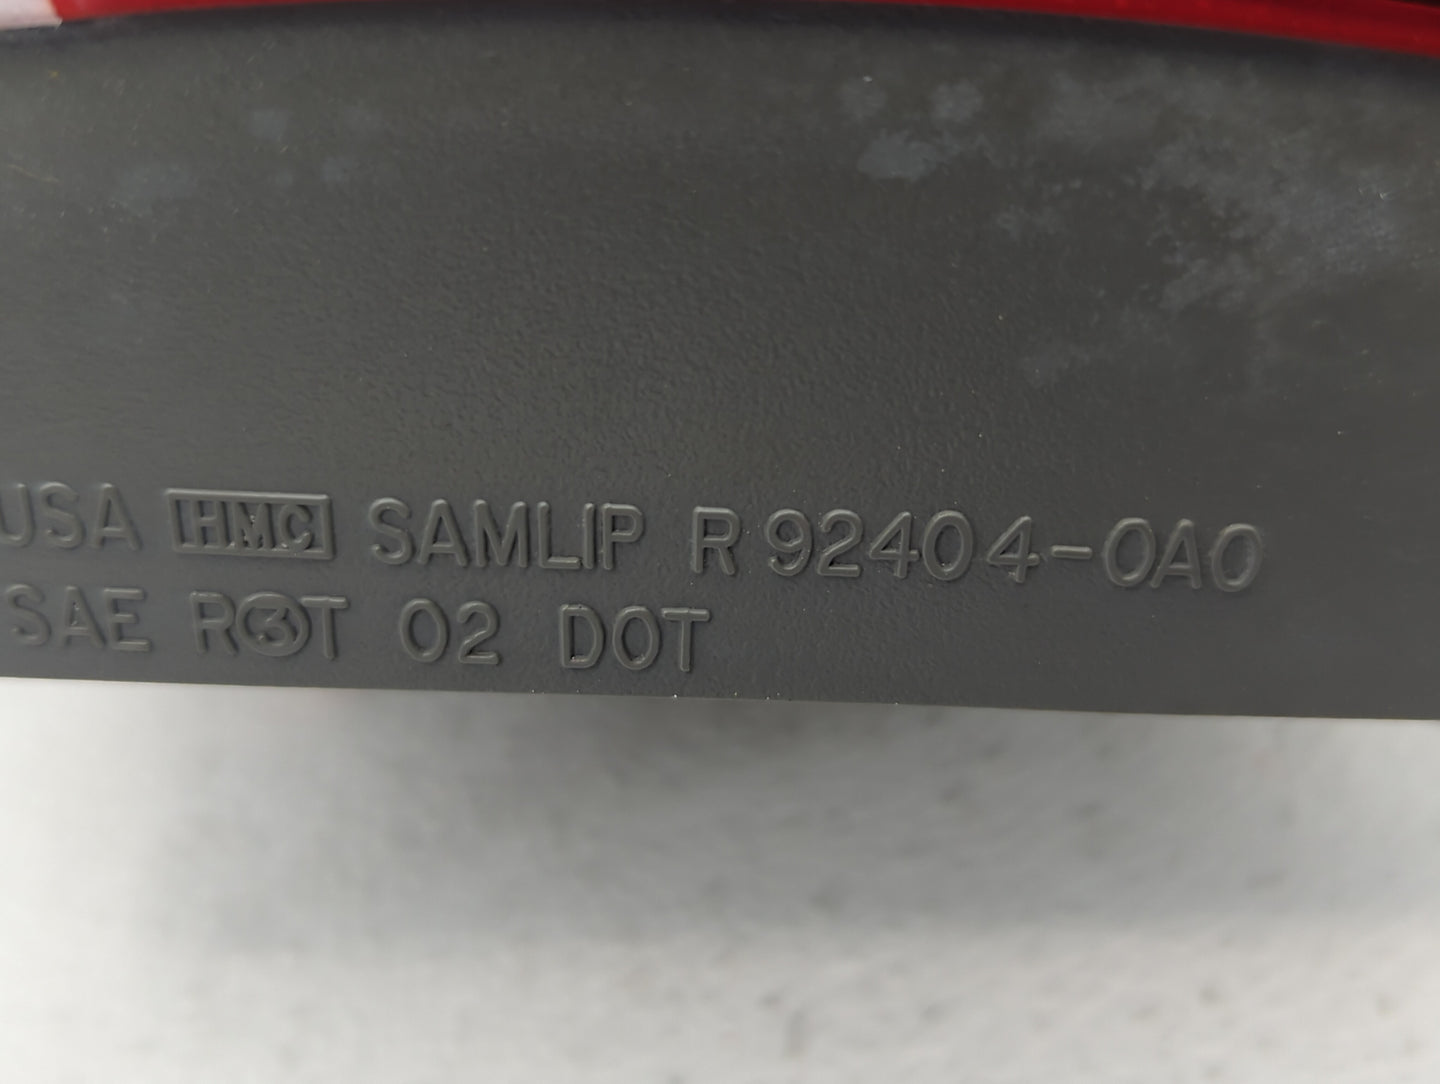 USA HMC SAMLIP R 92404-0A0
SAE R③T 02 DOT